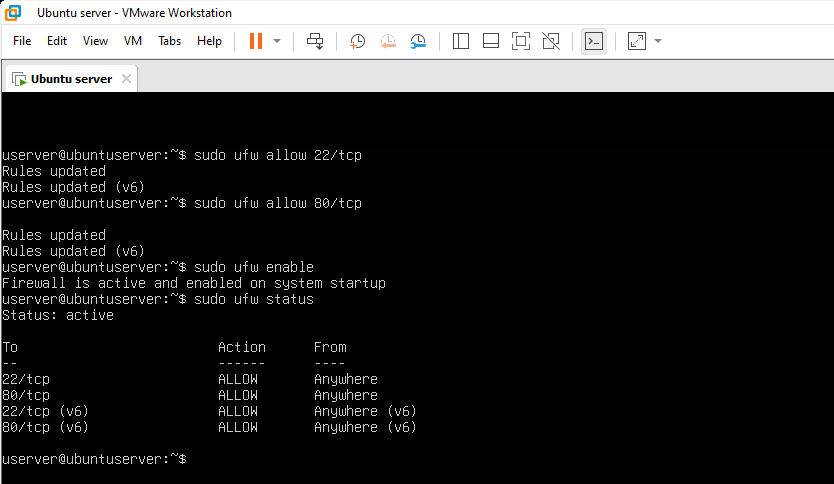 Ubuntu server - VMware Workstation
File Edit View VM Tabs Help
Ubuntu server
userver@ubuntuserver:~$ sudo ufw allow 22/tcp
Rules updated
Rules updated (v6)
userver@ubuntuserver:~$ sudo ufw allow 80/tcp
Rules updated
Rules updated (v6)
userver@ubuntuserver:~$ sudo ufw enable
Firewall is active and enabled on system startup
userver@ubuntuserver:~$ sudo ufw status
Status: active
To Action From
-- ------ ----
22/tcp ALLOW Anywhere
80/tcp ALLOW Anywhere
22/tcp (v6) ALLOW Anywhere (v6)
80/tcp (v6) ALLOW Anywhere (v6)
userver@ubuntuserver:~$